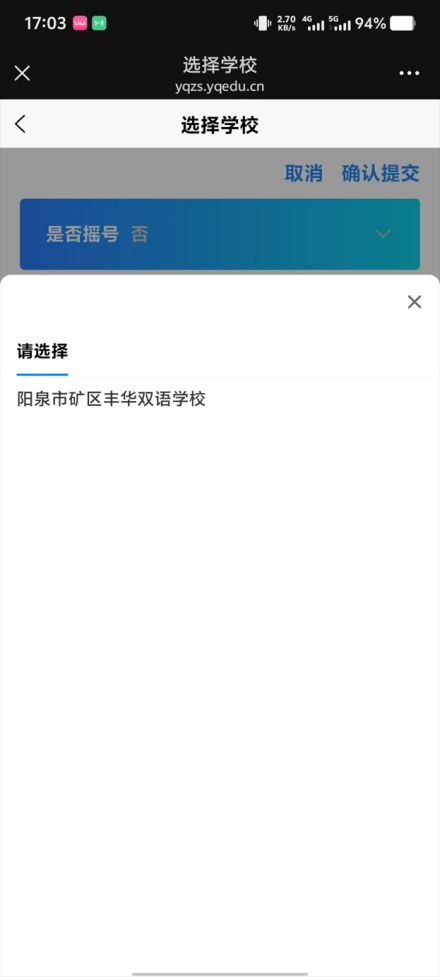 17:03
2.70 KB/s 4G 5G 94%
选择学校
yqzs.yqedu.cn
选择学校
取消 确认提交
是否摇号 否
请选择
阳泉市矿区丰华双语学校